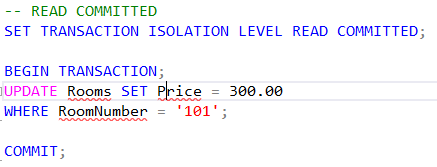 -- READ COMMITTED
SET TRANSACTION ISOLATION LEVEL READ COMMITTED;
BEGIN TRANSACTION;
UPDATE Rooms SET Price = 300.00
WHERE RoomNumber = '101';
COMMIT;